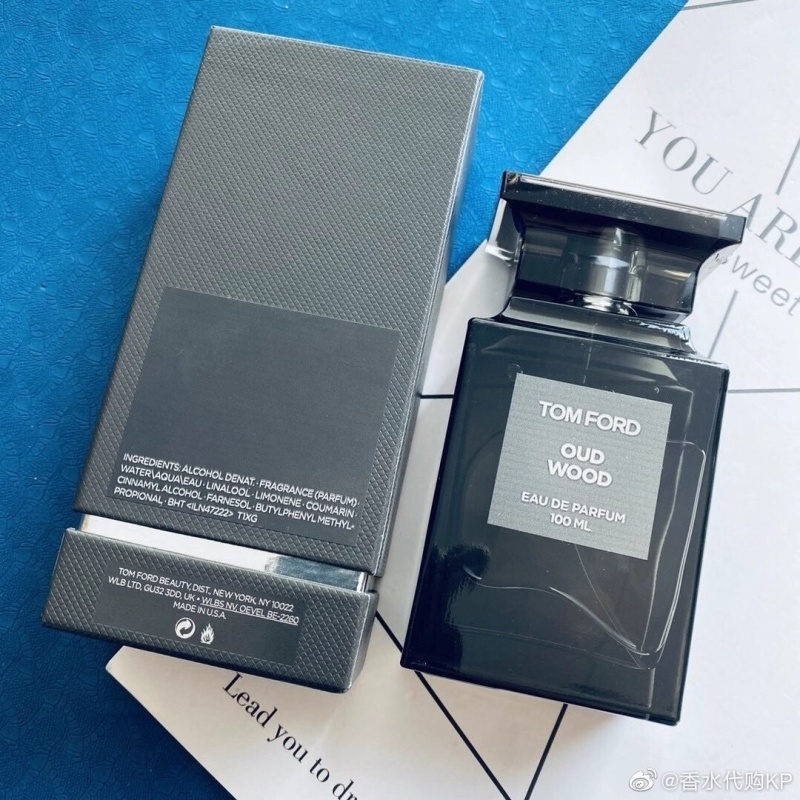 YOU ARE
sweet
TOM FORD
OUD
WOOD
EAU DE PARFUM
100 ML
INGREDIENTS: ALCOHOL DENAT · FRAGRANCE (PARFUM) ·
WATER\AQUA\EAU · LINALOOL · LIMONENE · COUMARIN ·
CINNAMYL ALCOHOL · FARNESOL · BUTYLPHENYL METHYL-
PROPIONAL · BHT <ILN47222> T1XG
TOM FORD BEAUTY, DIST., NEW YORK, NY 10022
WLB LTD, GU32 3DD, UK • WLBS NV, OEVEL BE-2260
MADE IN U.S.A.
Lead you to dr
@香水代购KP